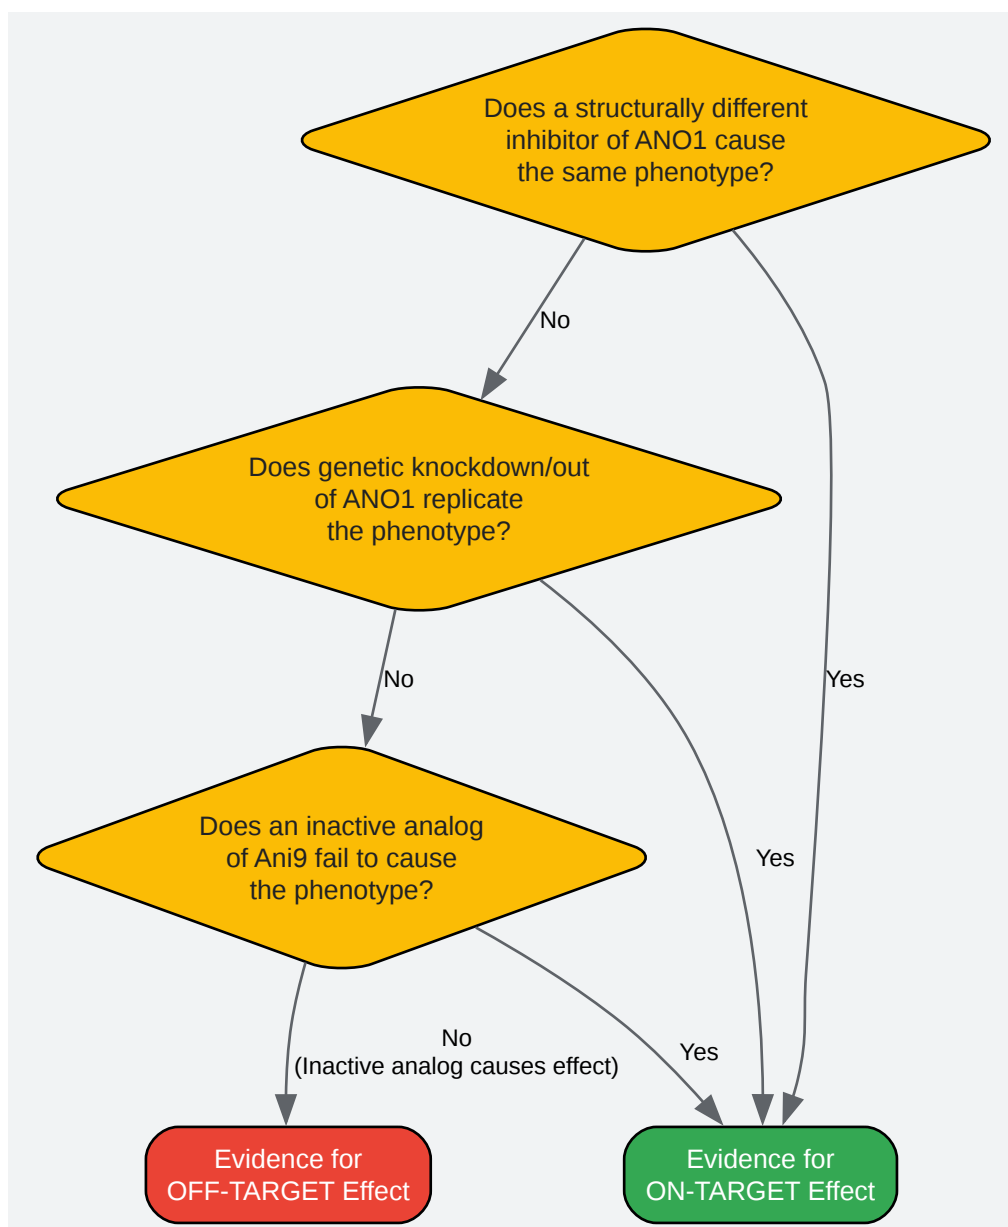 Does a structurally different
inhibitor of ANO1 cause
the same phenotype?
No
Does genetic knockdown/out
of ANO1 replicate
the phenotype?
No
Yes
Does an inactive analog
of Ani9 fail to cause
the phenotype?
Yes
No
(Inactive analog causes effect)
Yes
Evidence for
OFF-TARGET Effect
Evidence for
ON-TARGET Effect